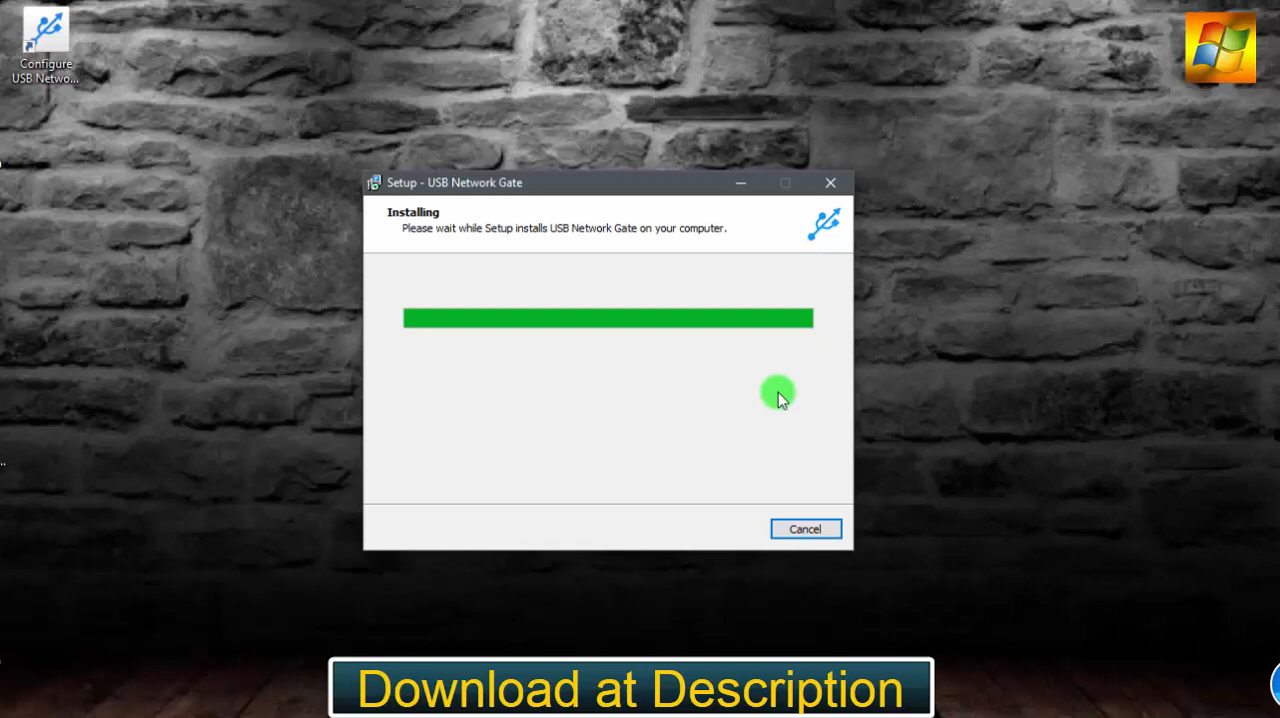 Configure
USB Netwo...
Setup - USB Network Gate
Installing
Please wait while Setup installs USB Network Gate on your computer.
Cancel
...
Download at Description